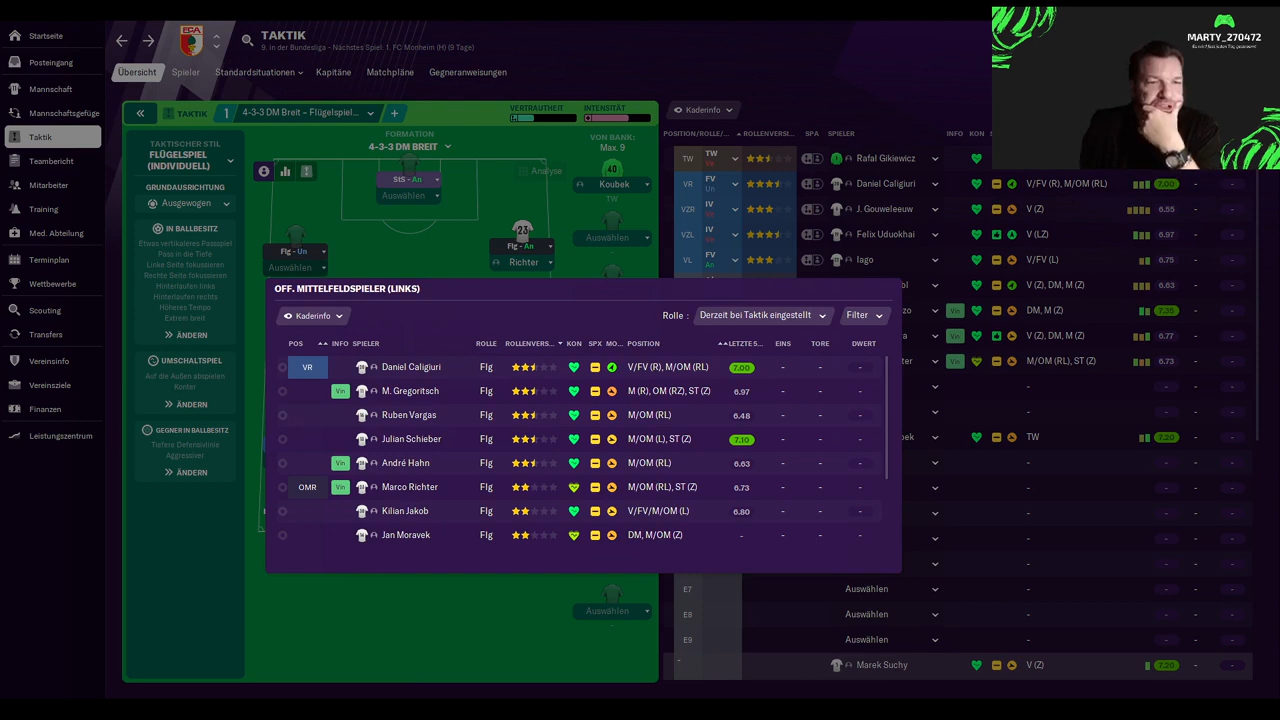 Startseite
Posteingang
Mannschaft
Mannschaftsgefüge
Taktik
Teambericht
Mitarbeiter
Training
Med. Abteilung
Terminplan
Wettbewerbe
Scouting
Transfers
Vereinsinfo
Vereinsziele
Finanzen
Leistungszentrum
TAKTIK
9. in der Bundesliga - Nächstes Spiel: 1. FC Monheim (H) (9 Tage)
Übersicht Spieler Standardsituationen Kapitäne Matchpläne Gegneranweisungen
MARTY_270472
TAKTIK 1 4-3-3 DM Breit – Flügelspiel... +
VERTRAUTHEIT INTENSITÄT
TAKTISCHER STIL
FLÜGELSPIEL
(INDIVIDUELL)
GRUNDAUSRICHTUNG
Ausgewogen
IN BALLBESITZ
Etwas vertikaleres Passspiel
Pass in die Tiefe
Linke Seite fokussieren
Rechte Seite fokussieren
Hinterlaufen links
Hinterlaufen rechts
Höheres Tempo
Extrem breit
ÄNDERN
UMSCHALTSPIEL
Auf die Außen abspielen
Konter
ÄNDERN
GEGNER IN BALLBESITZ
Tiefere Defensivlinie
Aggressiver
ÄNDERN
FORMATION
4-3-3 DM BREIT
Analyse
StS - An
Auswählen
Flg - Un
Auswählen
23
Flg - An
Richter
VON BANK:
Max. 9
40
Koubek
TW
Auswählen
Auswählen
Kaderinfo
POSITION/ROLLE/... ROLLENVERSI... SPA SPIELER INFO KON
TW TW Ve Rafal Gikiewicz
VR FV Un Daniel Caligiuri V/FV (R), M/OM (RL) 7.00 - -
VZR IV J. Gouweleeuw V (Z) 6.55 - -
VZL IV Felix Uduokhai V (LZ) 6.97 - -
VL FV An Iago V/FV (L) 6.75 - -
V (Z), DM, M (Z) 6.63 - -
Vin DM, M (Z) 7.35 - -
Vin V (Z), DM, M (Z) 6.77 - -
Vin M/OM (RL), ST (Z) 6.73 - -
TW 7.20 - -
E7 Auswählen - - -
E8 Auswählen - - -
E9 Auswählen - - -
- Marek Suchy V (Z) 7.20 - -
OFF. MITTELFELDSPIELER (LINKS)
Kaderinfo Rolle : Derzeit bei Taktik eingestellt Filter
POS INFO SPIELER ROLLE ROLLENVERS... KON SPX MO... POSITION LETZTE 5... EINS TORE DWERT
VR Daniel Caligiuri Flg V/FV (R), M/OM (RL) 7.00 - - -
Vin M. Gregoritsch Flg M (R), OM (RZ), ST (Z) 6.97 - - -
Ruben Vargas Flg M/OM (RL) 6.48 - - -
Julian Schieber Flg M/OM (L), ST (Z) 7.10 - - -
Vin André Hahn Flg M/OM (RL) 6.63 - - -
OMR Vin Marco Richter Flg M/OM (RL), ST (Z) 6.73 - - -
Kilian Jakob Flg V/FV/M/OM (L) 6.80 - - -
Jan Moravek Flg DM, M/OM (Z) - - - -